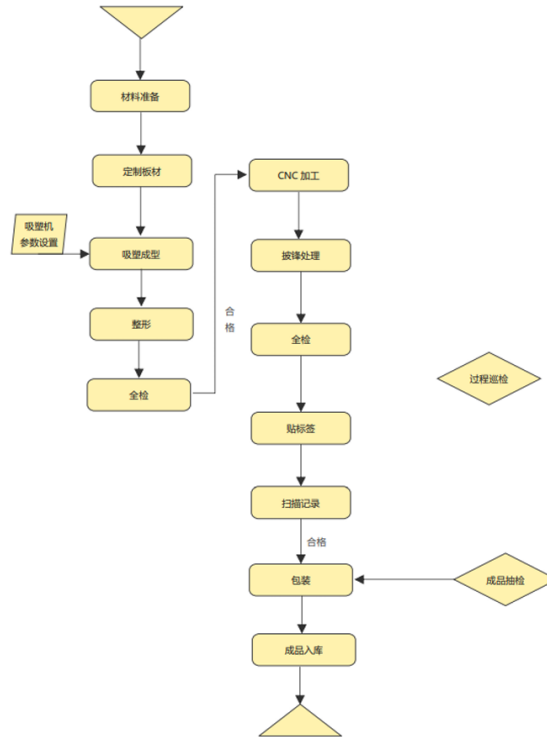 材料准备
定制板材
吸塑机
参数设置
吸塑成型
整形
全检
合
格
CNC 加工
披锋处理
全检
贴标签
扫描记录
合格
包装
成品入库
过程巡检
成品抽检